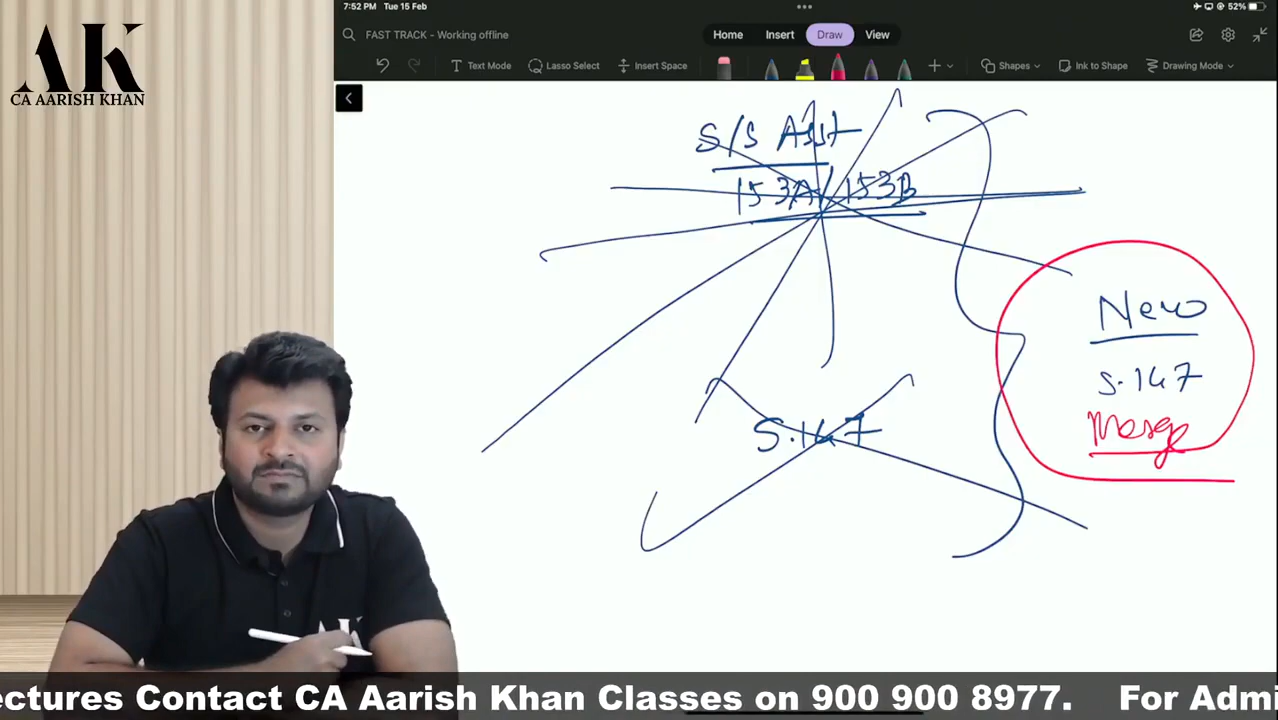 7:52 PM Tue 15 Feb
52%
FAST TRACK - Working offline
Home Insert Draw View
Text Mode Lasso Select Insert Space Shapes Ink to Shape Drawing Mode
AK
CA AARISH KHAN
S/S Asst
153A/153B
New
S.147
Merge
S.147
AK
ectures Contact CA Aarish Khan Classes on 900 900 8977. For Admi